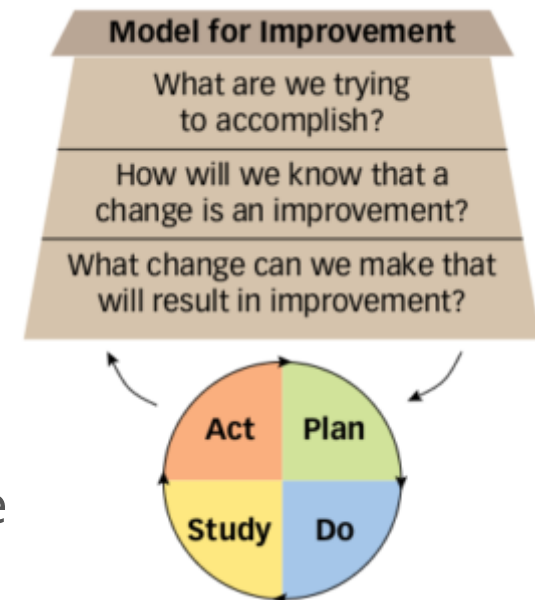 Model for Improvement
What are we trying
to accomplish?
How will we know that a
change is an improvement?
What change can we make that
will result in improvement?
Act
Plan
e
Study
Do